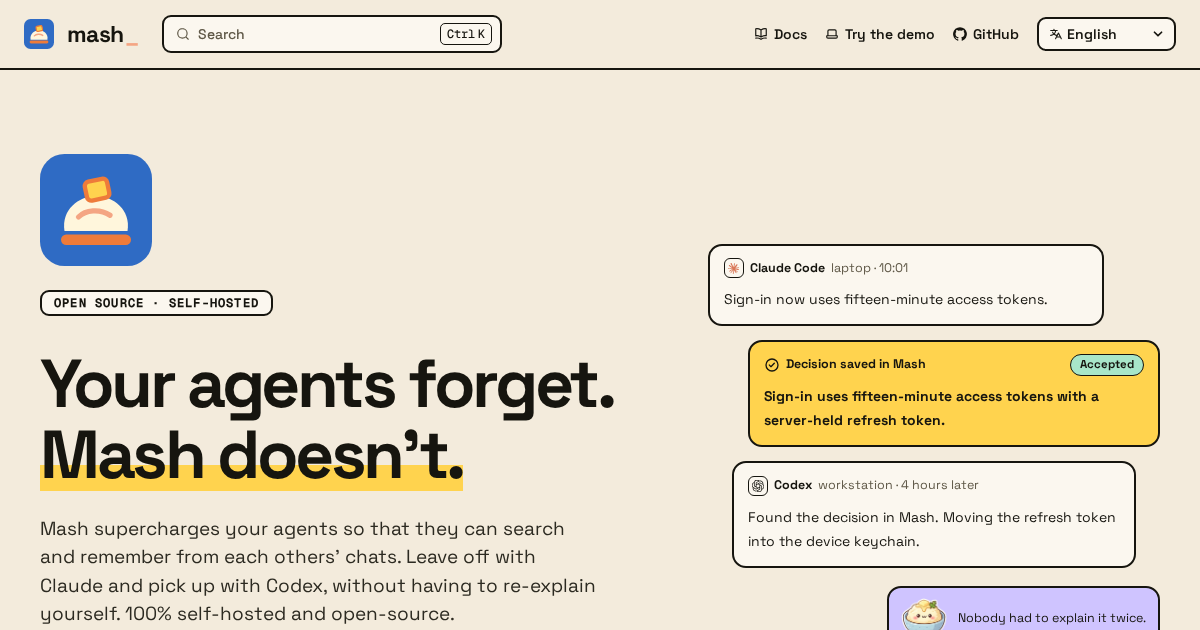 mash_
Search
Ctrl K
Docs
Try the demo
GitHub
English
OPEN SOURCE · SELF-HOSTED
Your agents forget.
Mash doesn’t.
Mash supercharges your agents so that they can search
and remember from each others’ chats. Leave off with
Claude and pick up with Codex, without having to re-explain
yourself. 100% self-hosted and open-source.
Claude Code laptop · 10:01
Sign-in now uses fifteen-minute access tokens.
Decision saved in Mash
Accepted
Sign-in uses fifteen-minute access tokens with a
server-held refresh token.
Codex workstation · 4 hours later
Found the decision in Mash. Moving the refresh token
into the device keychain.
Nobody had to explain it twice.